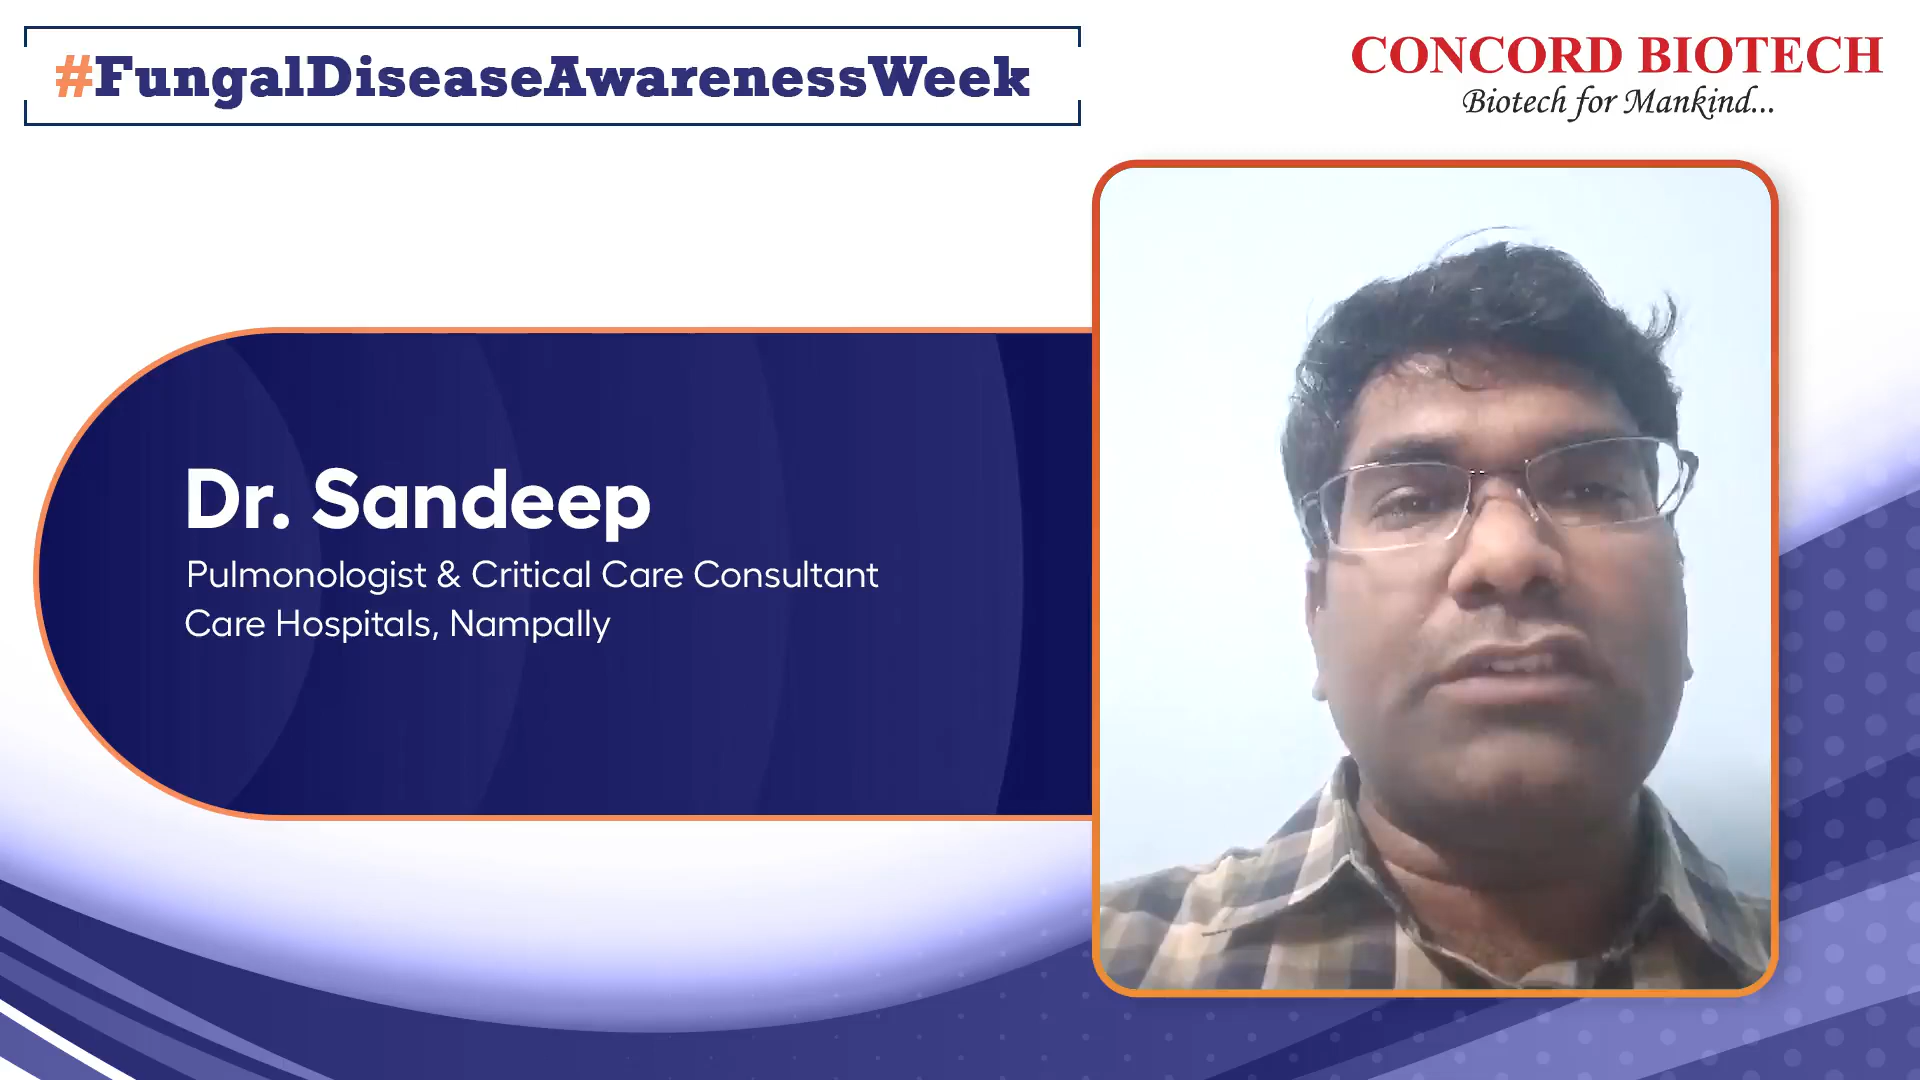 #FungalDiseaseAwarenessWeek
CONCORD BIOTECH
Biotech for Mankind...
Dr. Sandeep
Pulmonologist & Critical Care Consultant
Care Hospitals, Nampally